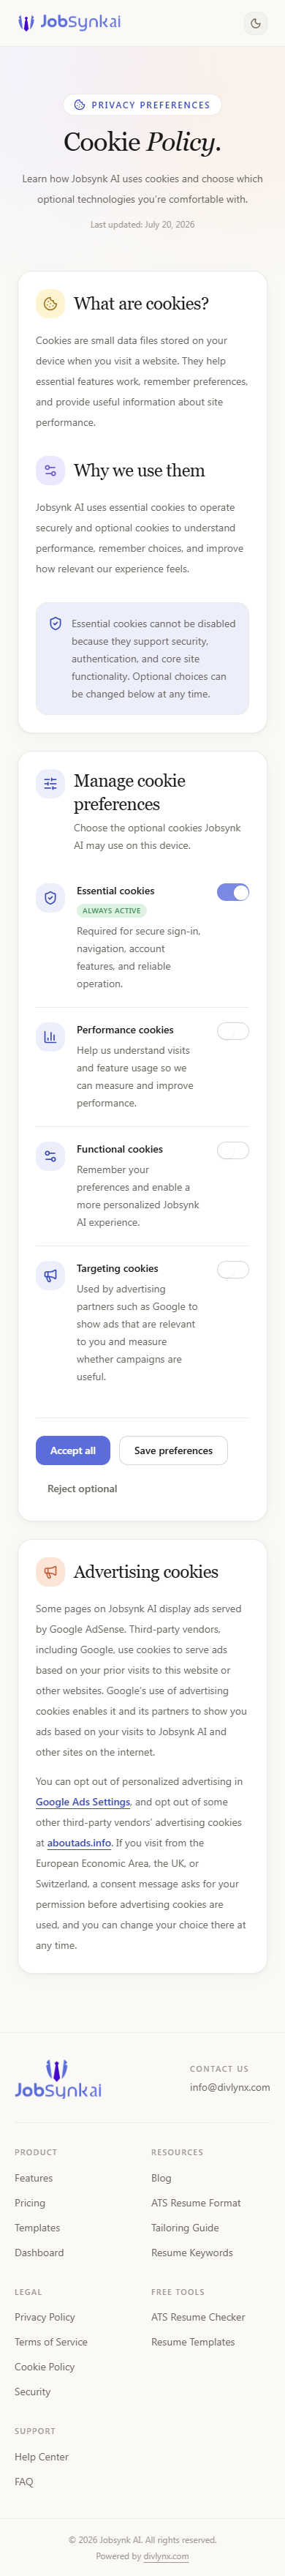 JobSynkai
PRIVACY PREFERENCES
Cookie Policy.
Learn how Jobsynk AI uses cookies and choose which
optional technologies you're comfortable with.
Last updated: July 20, 2026
What are cookies?
Cookies are small data files stored on your
device when you visit a website. They help
essential features work, remember preferences,
and provide useful information about site
performance.
Why we use them
Jobsynk AI uses essential cookies to operate
securely and optional cookies to understand
performance, remember choices, and improve
how relevant our experience feels.
Essential cookies cannot be disabled
because they support security,
authentication, and core site
functionality. Optional choices can
be changed below at any time.
Manage cookie
preferences
Choose the optional cookies Jobsynk
AI may use on this device.
Essential cookies
ALWAYS ACTIVE
Required for secure sign-in,
navigation, account
features, and reliable
operation.
Performance cookies
Help us understand visits
and feature usage so we
can measure and improve
performance.
Functional cookies
Remember your
preferences and enable a
more personalized Jobsynk
AI experience.
Targeting cookies
Used by advertising
partners such as Google to
show ads that are relevant
to you and measure
whether campaigns are
useful.
Accept all
Save preferences
Reject optional
Advertising cookies
Some pages on Jobsynk AI display ads served
by Google AdSense. Third-party vendors,
including Google, use cookies to serve ads
based on your prior visits to this website or
other websites. Google's use of advertising
cookies enables it and its partners to show you
ads based on your visits to Jobsynk AI and
other sites on the internet.
You can opt out of personalized advertising in
Google Ads Settings, and opt out of some
other third-party vendors' advertising cookies
at aboutads.info. If you visit from the
European Economic Area, the UK, or
Switzerland, a consent message asks for your
permission before advertising cookies are
used, and you can change your choice there at
any time.
JobSynkai
CONTACT US
info@divlynx.com
PRODUCT
Features
Pricing
Templates
Dashboard
RESOURCES
Blog
ATS Resume Format
Tailoring Guide
Resume Keywords
LEGAL
Privacy Policy
Terms of Service
Cookie Policy
Security
FREE TOOLS
ATS Resume Checker
Resume Templates
SUPPORT
Help Center
FAQ
© 2026 Jobsynk AI. All rights reserved.
Powered by divlynx.com